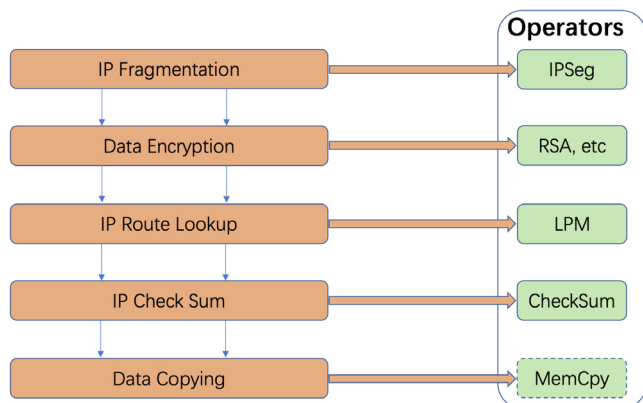 Operators
IP Fragmentation
IPSeg
Data Encryption
RSA, etc
IP Route Lookup
LPM
IP Check Sum
CheckSum
Data Copying
MemCpy